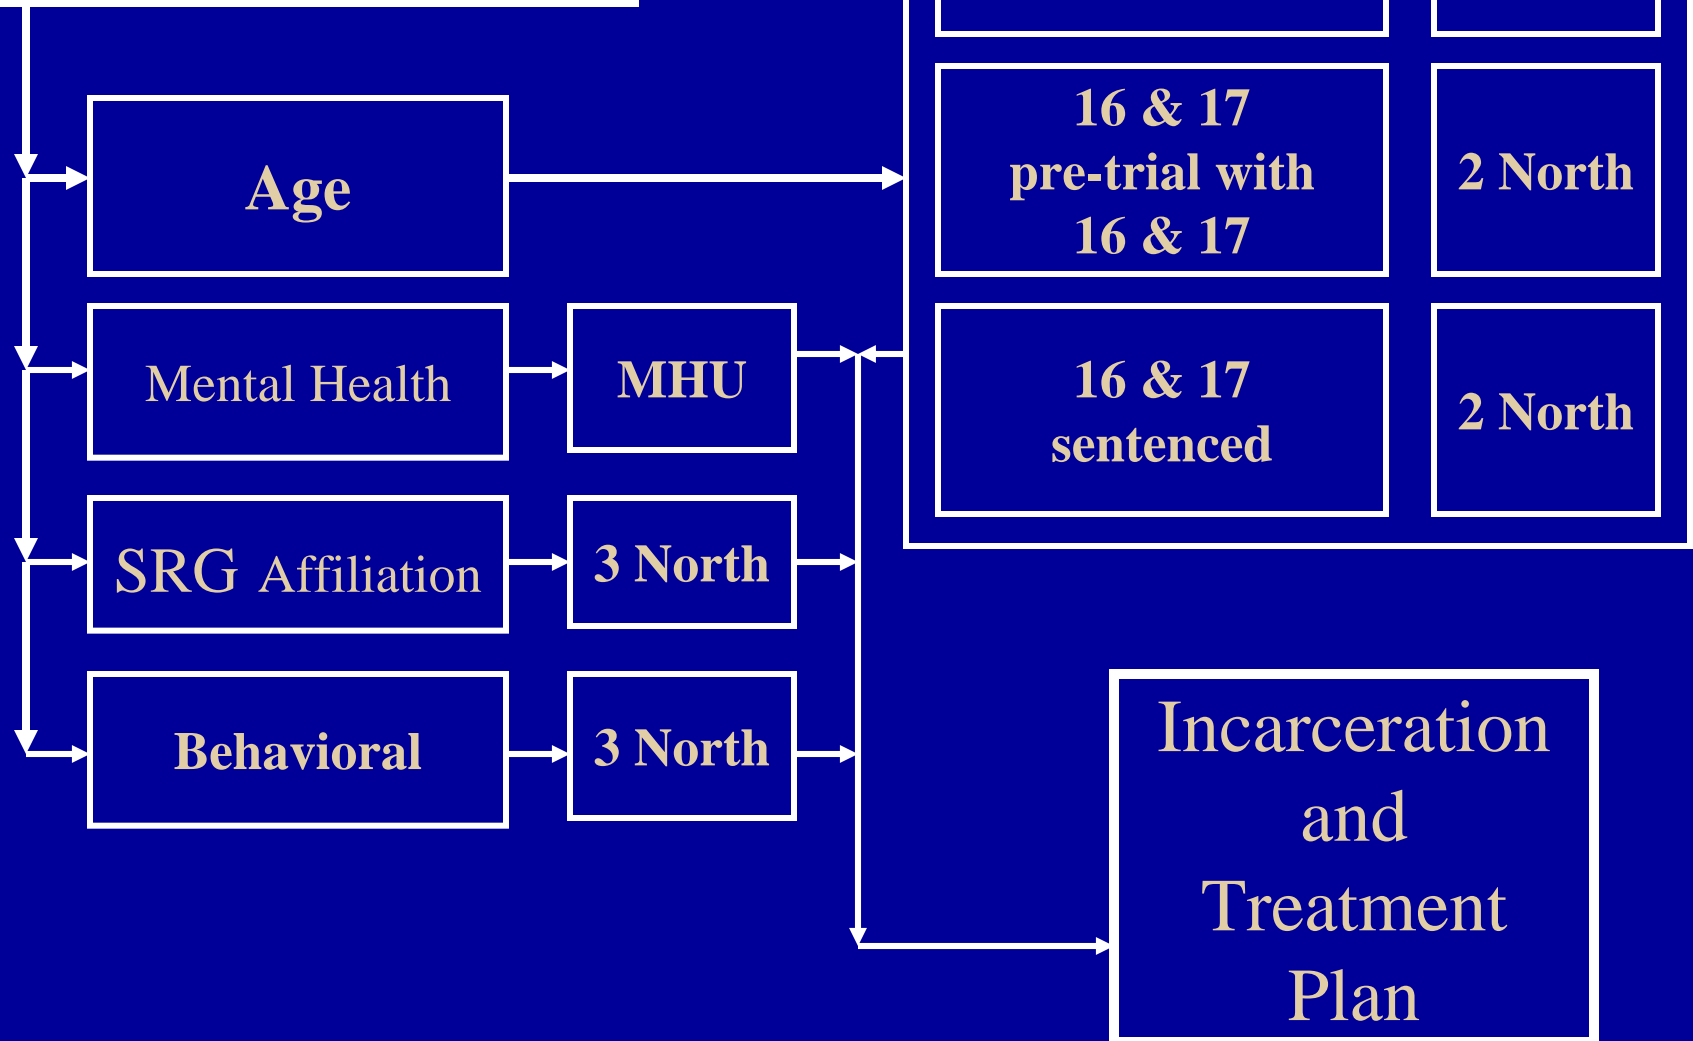 Age
16 & 17
pre-trial with
16 & 17
2 North
Mental Health
MHU
16 & 17
sentenced
2 North
SRG Affiliation
3 North
Behavioral
3 North
Incarceration
and
Treatment
Plan